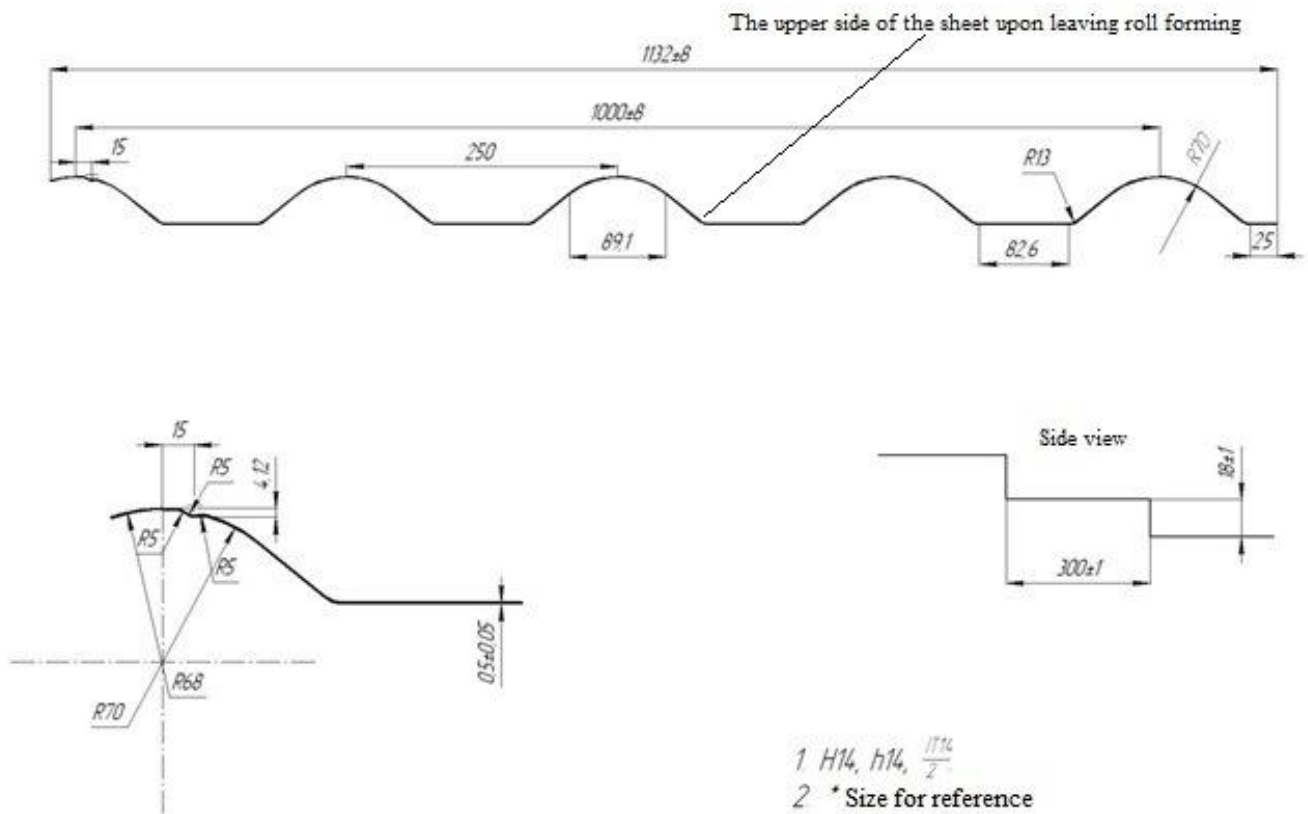 The upper side of the sheet upon leaving roll forming
1132±8
1000±8
15
250
R13
R70
89,1
82,6
25
15
R5
4,12
R5
R5
R68
R70
0,5±0,05
Side view
18±1
300±1
1 H14, h14, IT14/2
2 * Size for reference